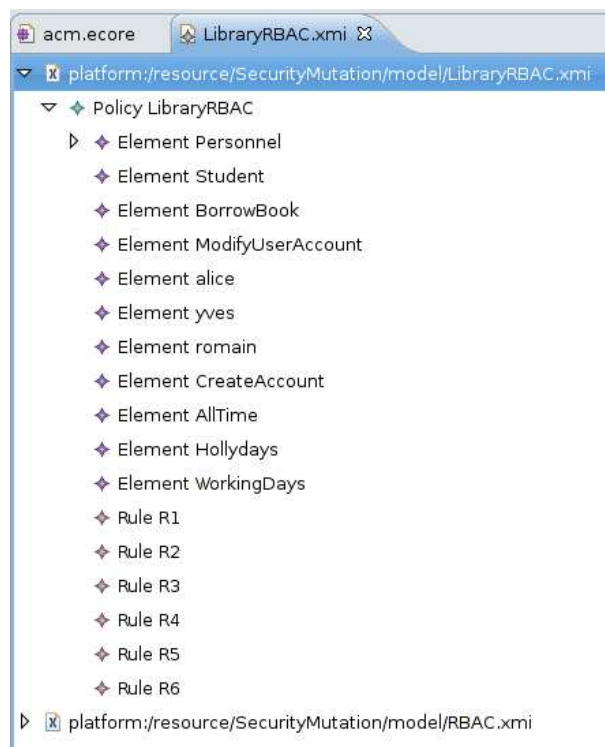 acm.ecore LibraryRBAC.xmi
platform:/resource/SecurityMutation/model/LibraryRBAC.xmi
Policy LibraryRBAC
Element Personnel
Element Student
Element BorrowBook
Element ModifyUserAccount
Element alice
Element yves
Element romain
Element CreateAccount
Element AllTime
Element Hollydays
Element WorkingDays
Rule R1
Rule R2
Rule R3
Rule R4
Rule R5
Rule R6
platform:/resource/SecurityMutation/model/RBAC.xmi